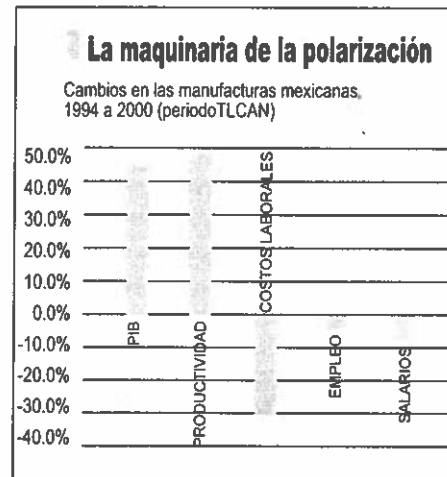 La maquinaria de la polarización
Cambios en las manufacturas mexicanas,
1994 a 2000 (periodoTLCAN)
50.0%
40.0%
30.0%
20.0%
10.0%
0.0%
-10.0%
-20.0%
-30.0%
-40.0%
PIB
PRODUCTIVIDAD
COSTOS LABORALES
EMPLEO
SALARIOS